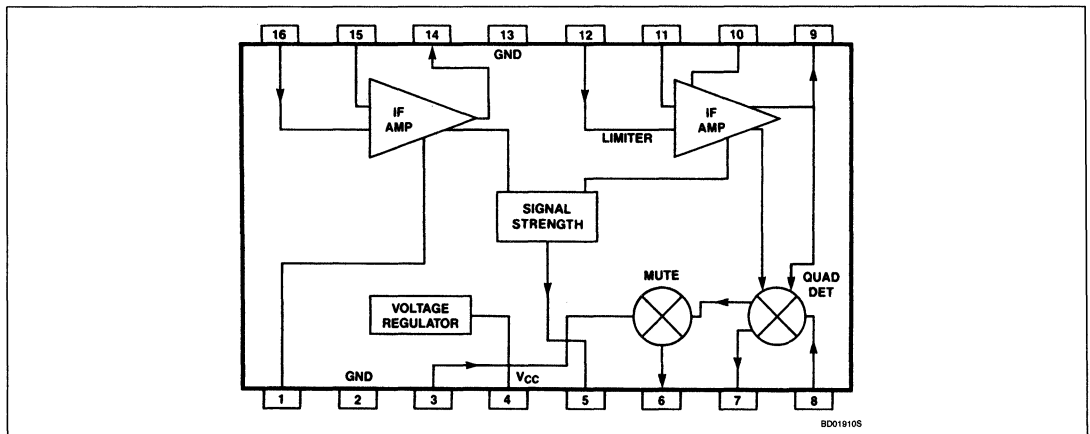 16 15 14 13 12 11 10 9
GND
IF
AMP
IF
AMP
LIMITER
SIGNAL
STRENGTH
MUTE
QUAD
DET
VOLTAGE
REGULATOR
GND
VCC
1 2 3 4 5 6 7 8
BD01910S